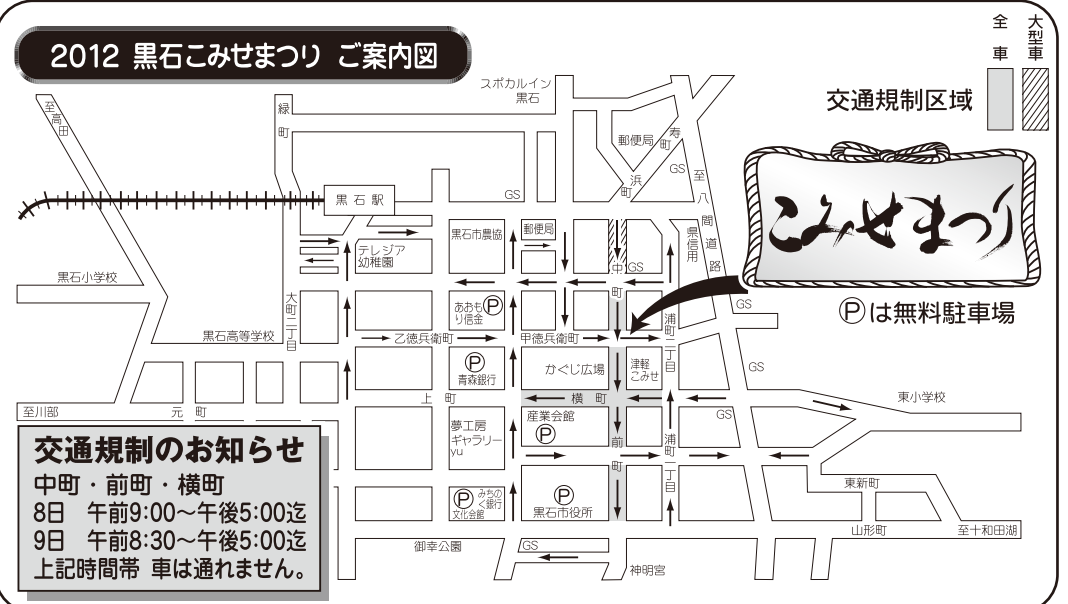 2012 黒石こみせまつり ご案内図
全車
大型車
交通規制区域
スポカルイン
黒石
至高田
緑町
郵便局
寿町
GS
浜町
至八間道路
GS
黒石駅
こみせまつり
黒石市農協
郵便局
県信用
テレジア
幼稚園
中町
GS
黒石小学校
大町二丁目
あおも
り信金
P
浦町二丁目
GS
Pは無料駐車場
黒石高等学校
乙徳兵衛町
甲徳兵衛町
P
青森銀行
かぐじ広場
津軽
こみせ
GS
至川部
元町
上町
横町
東小学校
GS
産業会館
P
夢工房
ギャラリー
yu
前町
浦町一丁目
交通規制のお知らせ
中町・前町・横町
8日 午前9:00～午後5:00迄
9日 午前8:30～午後5:00迄
上記時間帯 車は通れません。
P
みちの
く銀行
文化会館
P
黒石市役所
東新町
山形町
至十和田湖
御幸公園
GS
神明宮